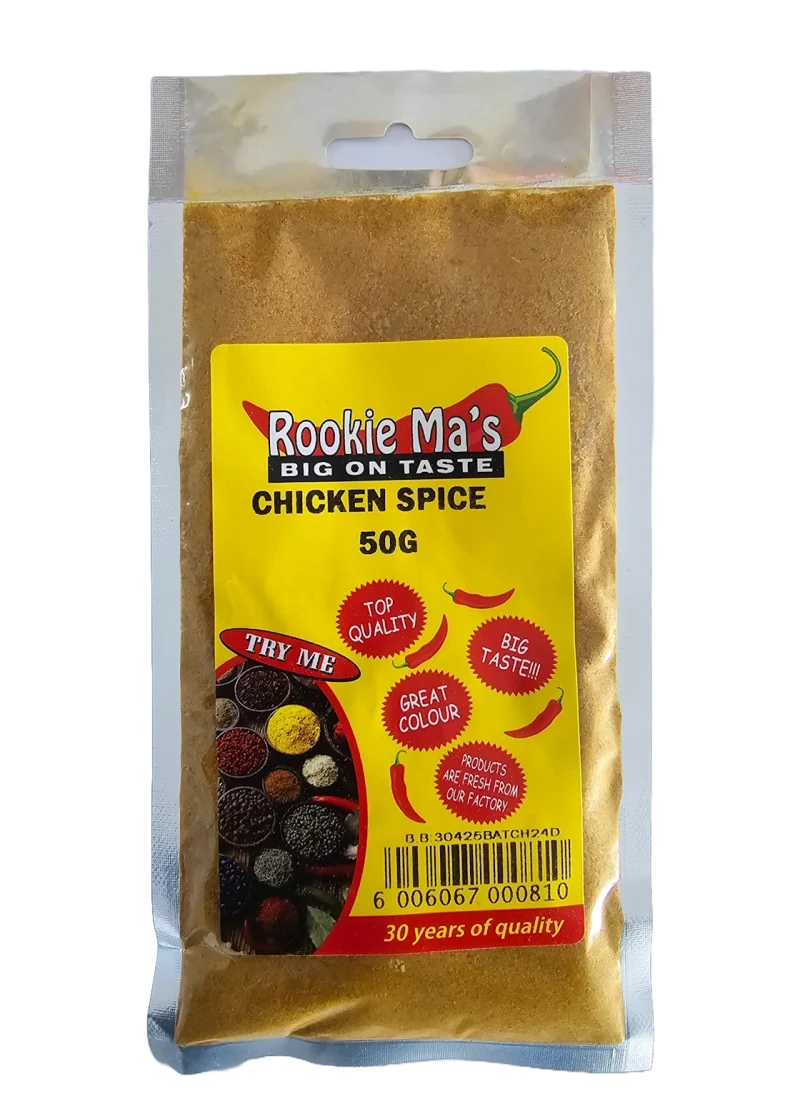 Rookie Ma's
BIG ON TASTE
CHICKEN SPICE
50G
TOP
QUALITY
BIG
TASTE!!!
TRY ME
GREAT
COLOUR
PRODUCTS
ARE FRESH FROM
OUR FACTORY
B.B.30425BATCH24D
6 006067 000810
30 years of quality